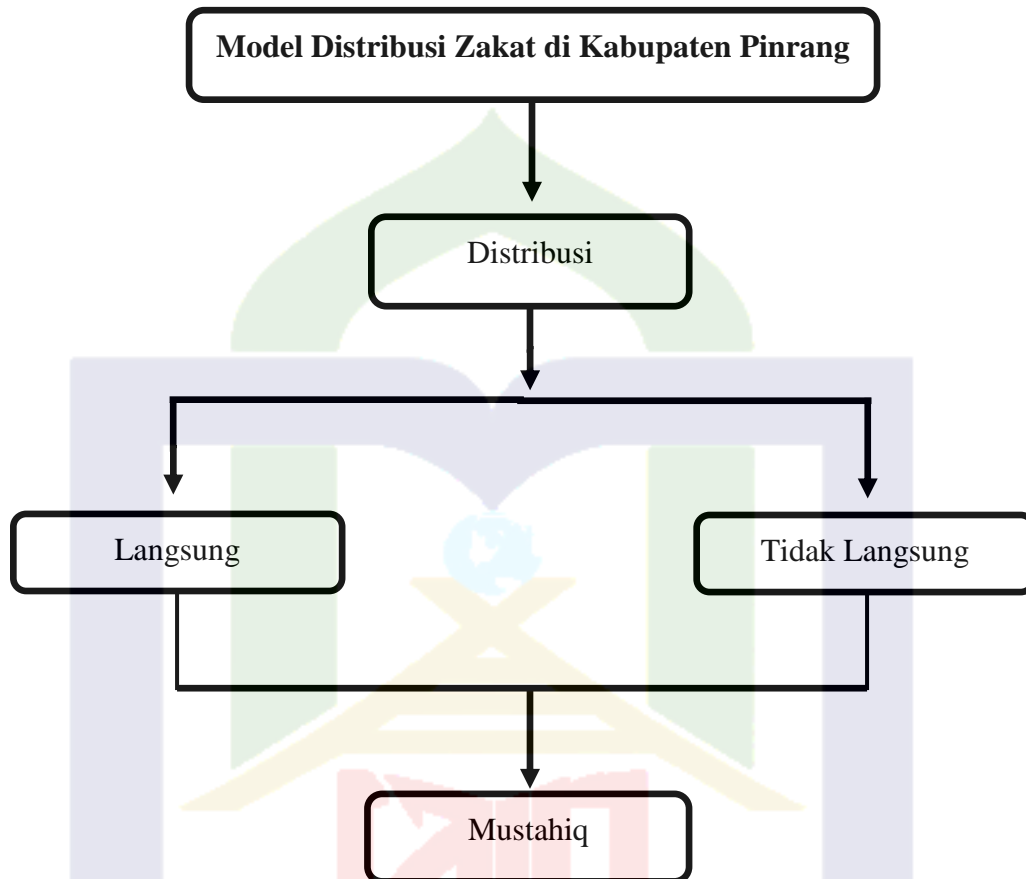 Model Distribusi Zakat di Kabupaten Pinrang
Distribusi
Langsung
Tidak Langsung
Mustahiq